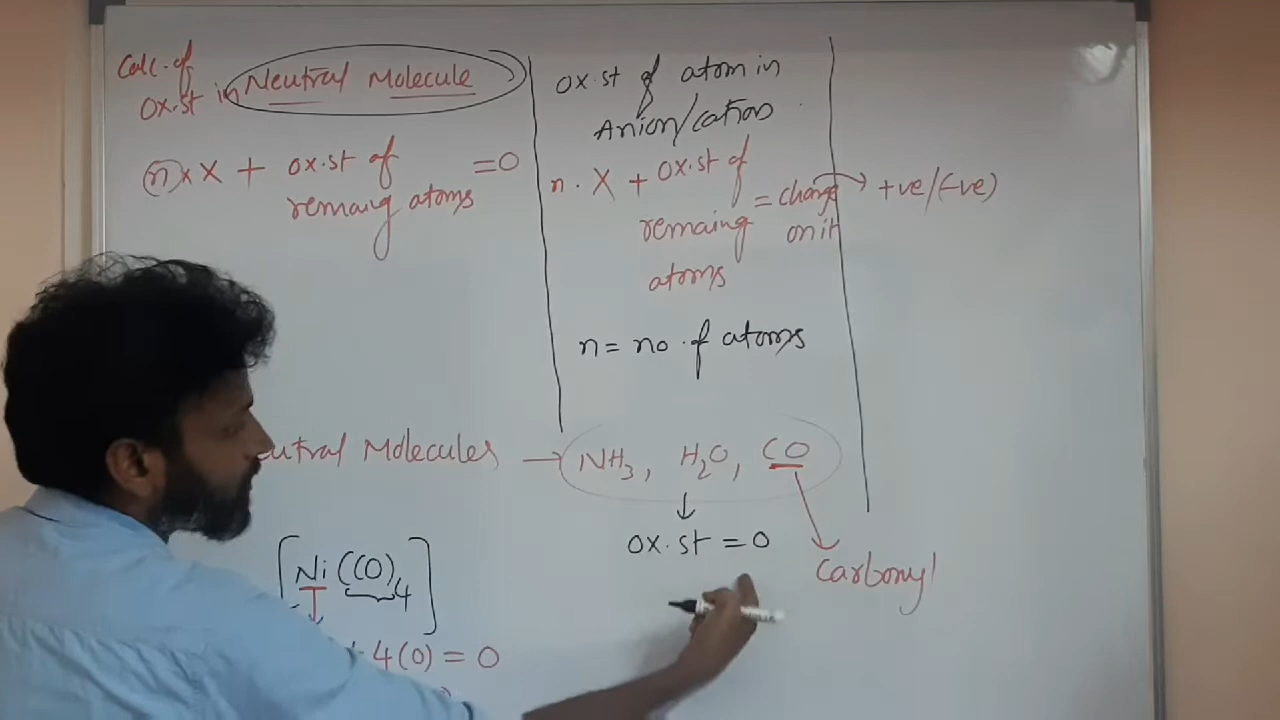 Calc. of
ox.st in Neutral Molecule
(n)xX + ox.st of = 0
remaing atoms
ox.st of atom in
Anion/cation
n. X + ox.st of
remaing = charge → +ve/(-ve)
atoms on it
n = no. of atoms
eutral Molecules → NH3, H2O, CO
↓
ox.st = 0
Carbonyl
[Ni(CO)4]
+ 4(0) = 0